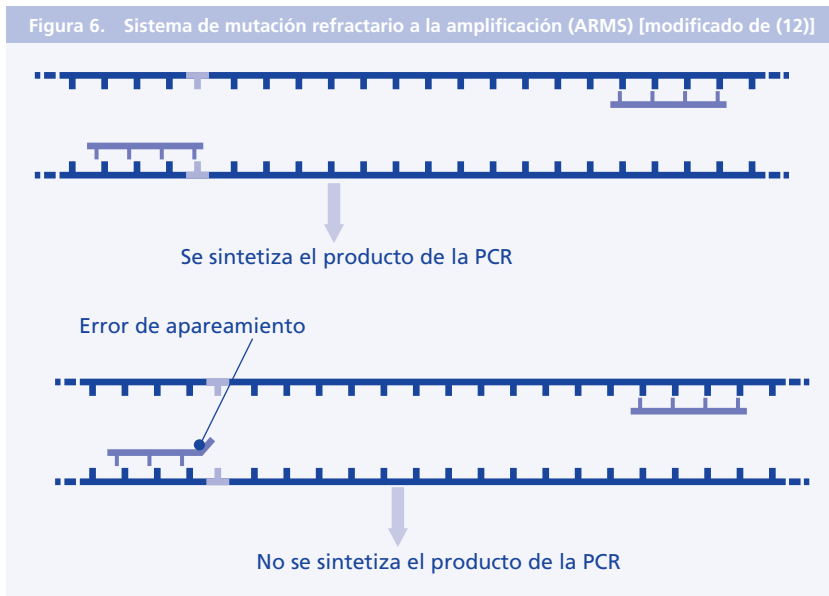 Figura 6. Sistema de mutación refractario a la amplificación (ARMS) [modificado de (12)]
Se sintetiza el producto de la PCR
Error de apareamiento
No se sintetiza el producto de la PCR